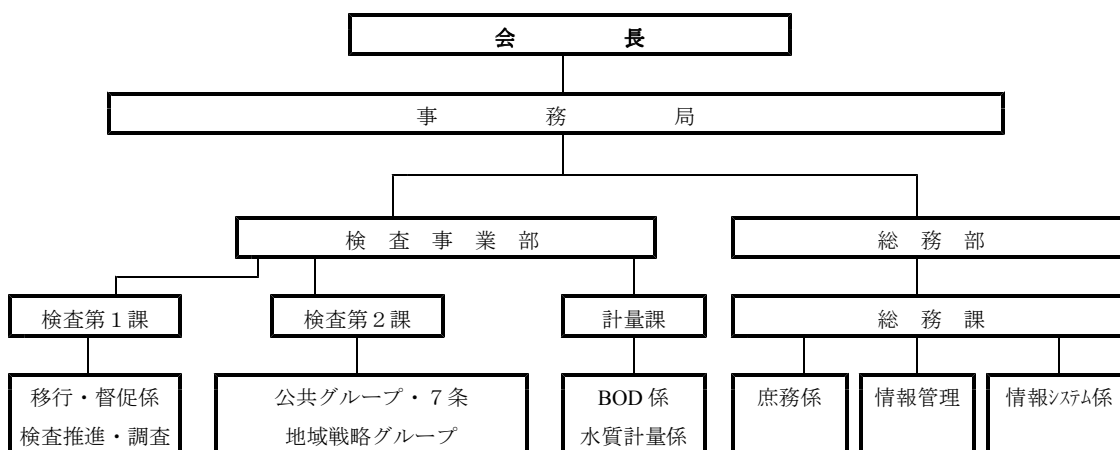 会長
事務局
検査事業部 総務部
検査第１課 検査第２課 計量課 総務課
移行・督促係 公共グループ・７条 BOD係 庶務係 情報管理 情報ｼｽﾃﾑ係
検査推進・調査 地域戦略グループ 水質計量係